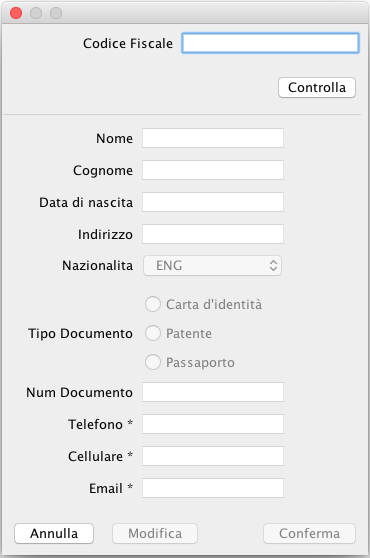 Codice Fiscale
Controlla
Nome
Cognome
Data di nascita
Indirizzo
Nazionalita ENG
Carta d'identità
Tipo Documento Patente
Passaporto
Num Documento
Telefono *
Cellulare *
Email *
Annulla Modifica Conferma